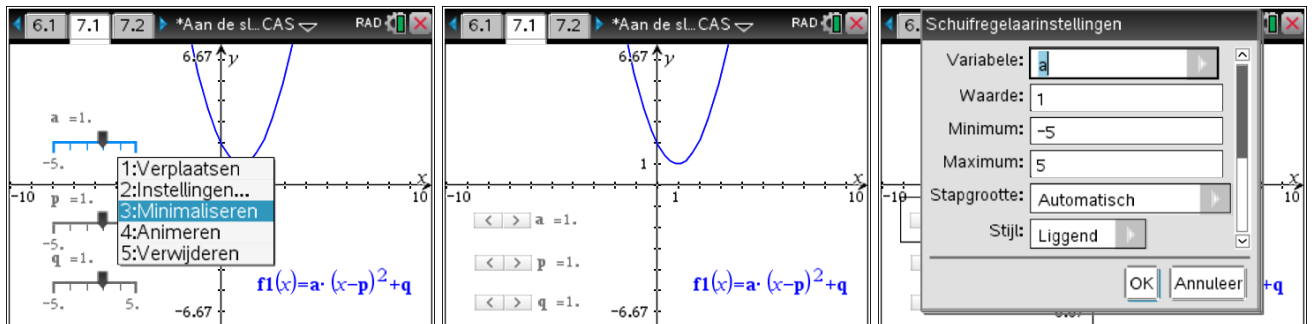 6.1 7.1 7.2 *Aan de sl...CAS RAD
6.67 y
a =1.
-5.
1:Verplaatsen
2:Instellingen...
3:Minimaliseren
4:Animeren
5:Verwijderen
x
-10 10
p =1.
-5.
q =1.
-5. 5.
f1(x)=a·(x-p)²+q
-6.67
6.1 7.1 7.2 *Aan de sl...CAS RAD
6.67 y
1
x
-10 1 10
< > a =1.
< > p =1.
< > q =1.
f1(x)=a·(x-p)²+q
-6.67
6.
Schuifregelaarinstellingen
Variabele: a
Waarde: 1
Minimum: -5
Maximum: 5
Stapgrootte: Automatisch
Stijl: Liggend
OK Annuleer
x
-10 10
+q